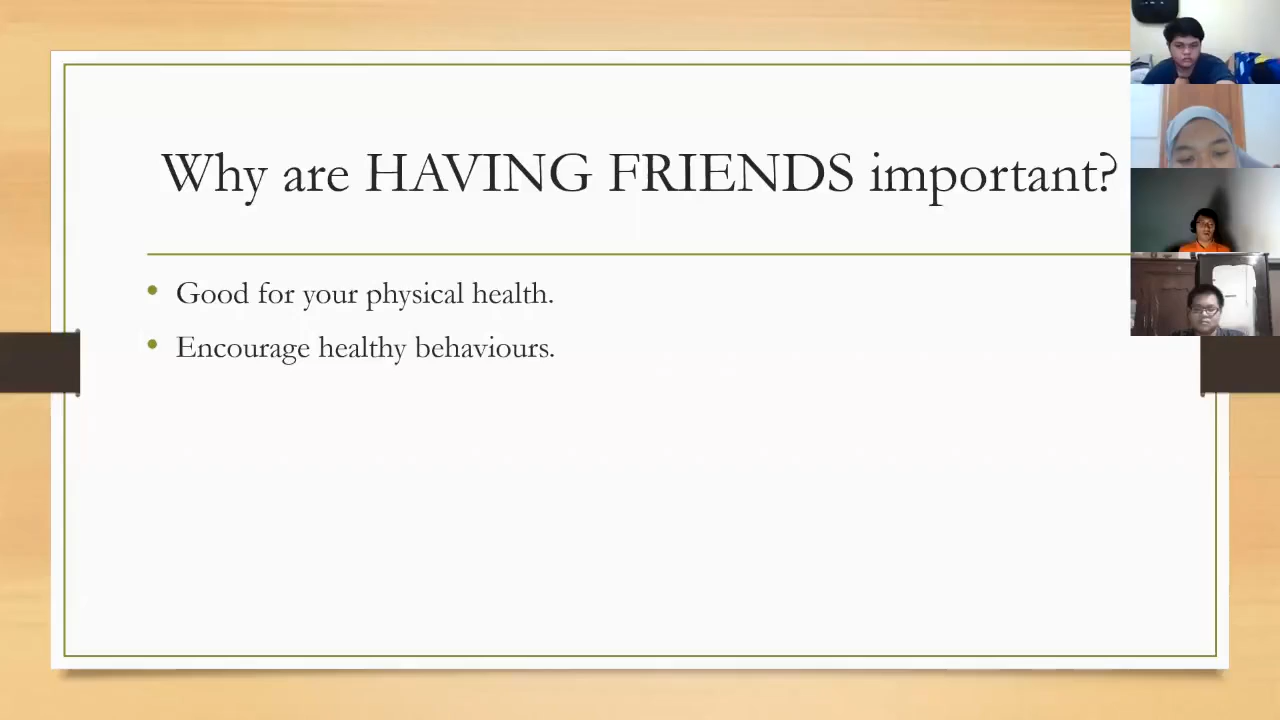 Why are HAVING FRIENDS important?
Good for your physical health.
Encourage healthy behaviours.